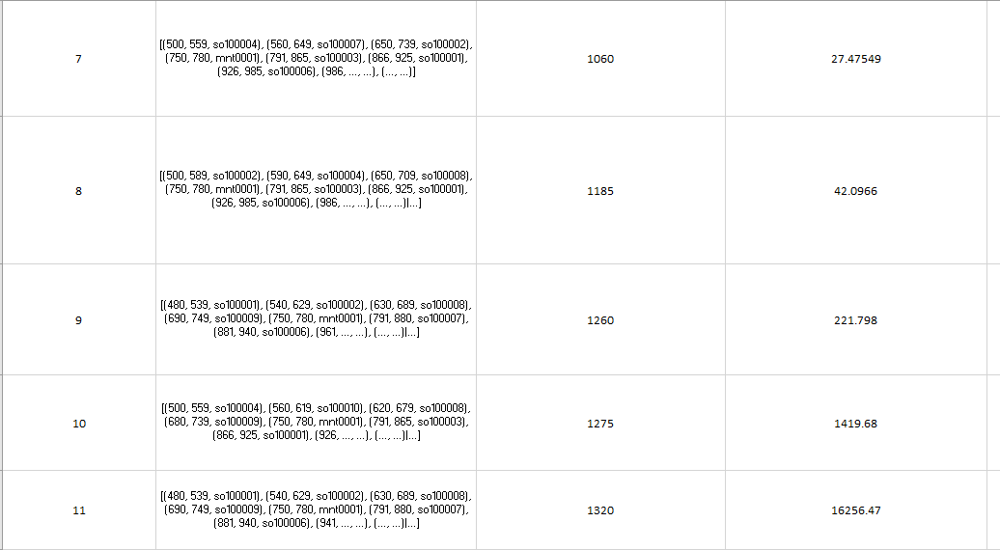 [(500, 559, so100004), (560, 649, so100007), (650, 739, so100002),
7 (750, 780, mnt0001), (791, 865, so100003), (866, 925, so100001), 1060 27.47549
(926, 985, so100006), (986, ..., ...), (..., ...)]
[(500, 589, so100002), (590, 649, so100004), (650, 709, so100008),
8 (750, 780, mnt0001), (791, 865, so100003), (866, 925, so100001), 1185 42.0966
(926, 985, so100006), (986, ..., ...), (..., ...)|...]
[(480, 539, so100001), (540, 629, so100002), (630, 689, so100008),
9 (690, 749, so100009), (750, 780, mnt0001), (791, 880, so100007), 1260 221.798
(881, 940, so100006), (961, ..., ...), (..., ...)|...]
[(500, 559, so100004), (560, 619, so100010), (620, 679, so100008),
10 (680, 739, so100009), (750, 780, mnt0001), (791, 865, so100003), 1275 1419.68
(866, 925, so100001), (926, ..., ...), (..., ...)|...]
[(480, 539, so100001), (540, 629, so100002), (630, 689, so100008),
11 (690, 749, so100009), (750, 780, mnt0001), (791, 880, so100007), 1320 16256.47
(881, 940, so100006), (941, ..., ...), (..., ...)|...]